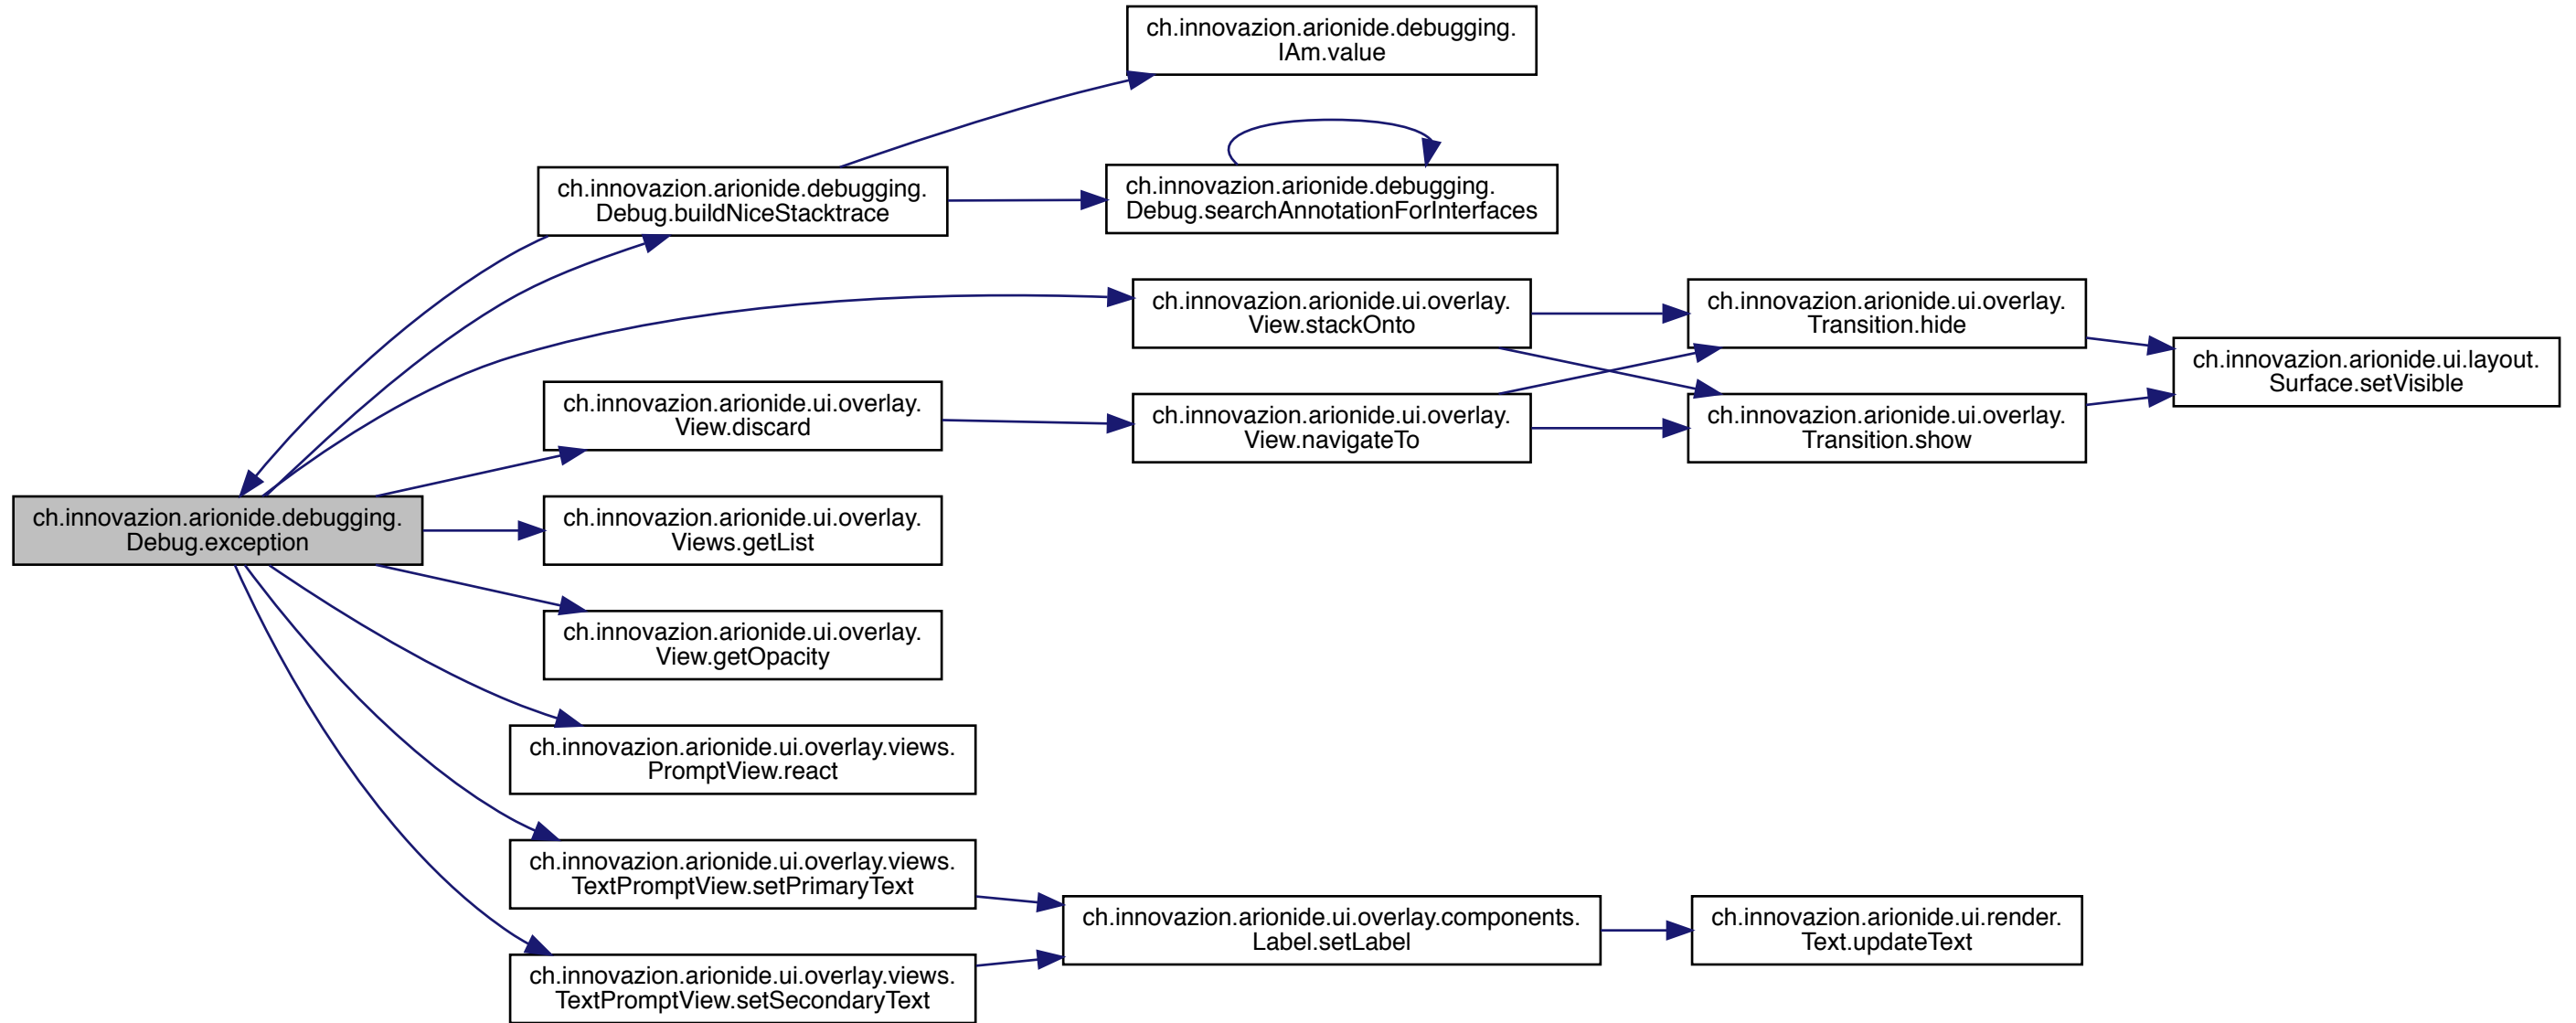 ch.innovazion.arionide.debugging.
IAm.value
ch.innovazion.arionide.debugging.
Debug.buildNiceStacktrace
ch.innovazion.arionide.debugging.
Debug.searchAnnotationForInterfaces
ch.innovazion.arionide.ui.overlay.
View.stackOnto
ch.innovazion.arionide.ui.overlay.
Transition.hide
ch.innovazion.arionide.ui.layout.
Surface.setVisible
ch.innovazion.arionide.ui.overlay.
View.discard
ch.innovazion.arionide.ui.overlay.
View.navigateTo
ch.innovazion.arionide.ui.overlay.
Transition.show
ch.innovazion.arionide.debugging.
Debug.exception
ch.innovazion.arionide.ui.overlay.
Views.getList
ch.innovazion.arionide.ui.overlay.
View.getOpacity
ch.innovazion.arionide.ui.overlay.views.
PromptView.react
ch.innovazion.arionide.ui.overlay.views.
TextPromptView.setPrimaryText
ch.innovazion.arionide.ui.overlay.components.
Label.setLabel
ch.innovazion.arionide.ui.render.
Text.updateText
ch.innovazion.arionide.ui.overlay.views.
TextPromptView.setSecondaryText